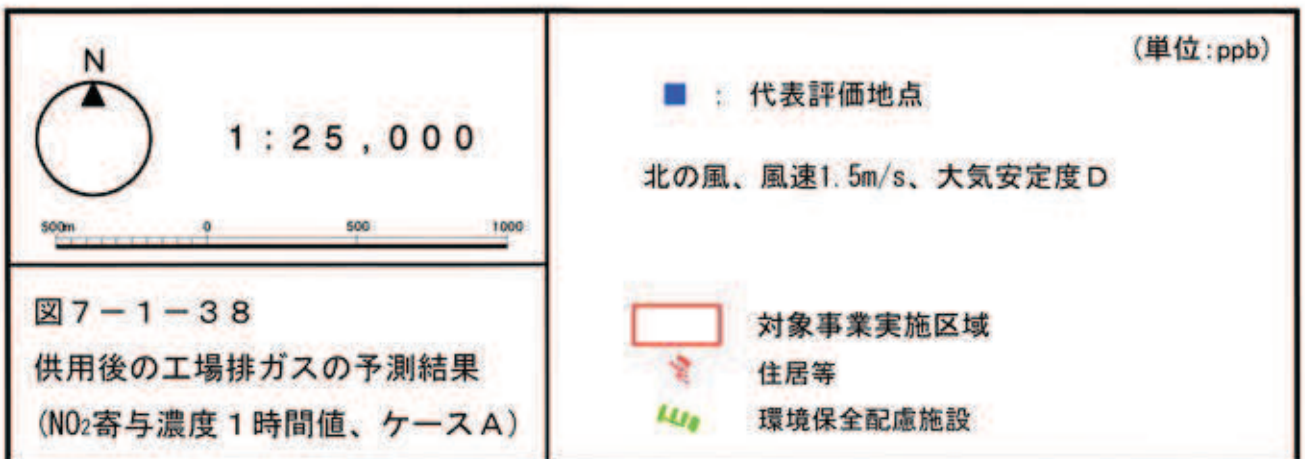 N
1:25,000
500m 0 500 1000
図7-1-38
供用後の工場排ガスの予測結果
(NO₂寄与濃度1時間値、ケースA)
(単位:ppb)
: 代表評価地点
北の風、風速1.5m/s、大気安定度D
対象事業実施区域
住居等
環境保全配慮施設